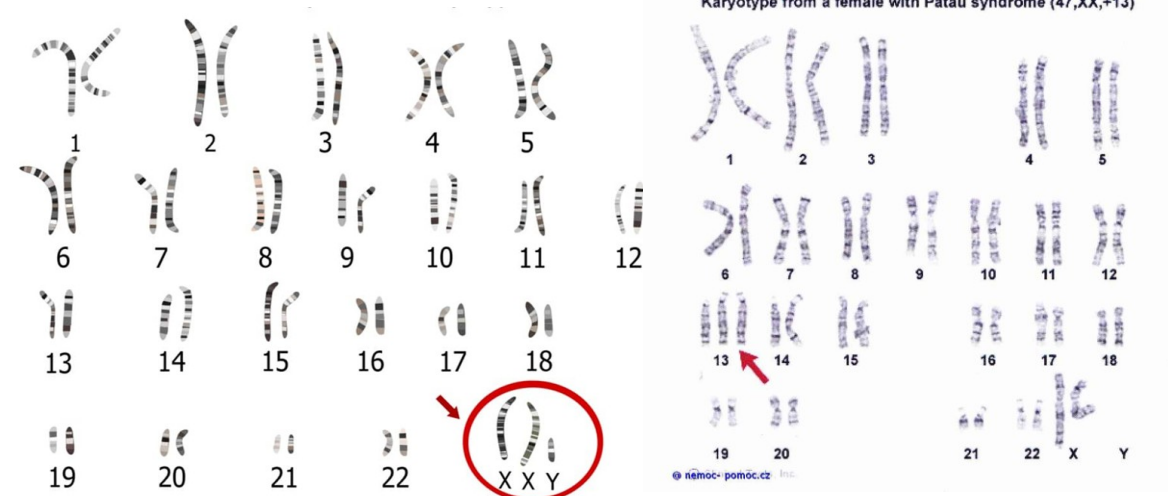 1 2 3 4 5
6 7 8 9 10 11 12
13 14 15 16 17 18
19 20 21 22 X X Y
Karyotype from a female with Patau syndrome (47,XX,+13)
1 2 3 4 5
6 7 8 9 10 11 12
13 14 15 16 17 18
19 20 21 22 X Y
@ nemoc- pomoc.cz